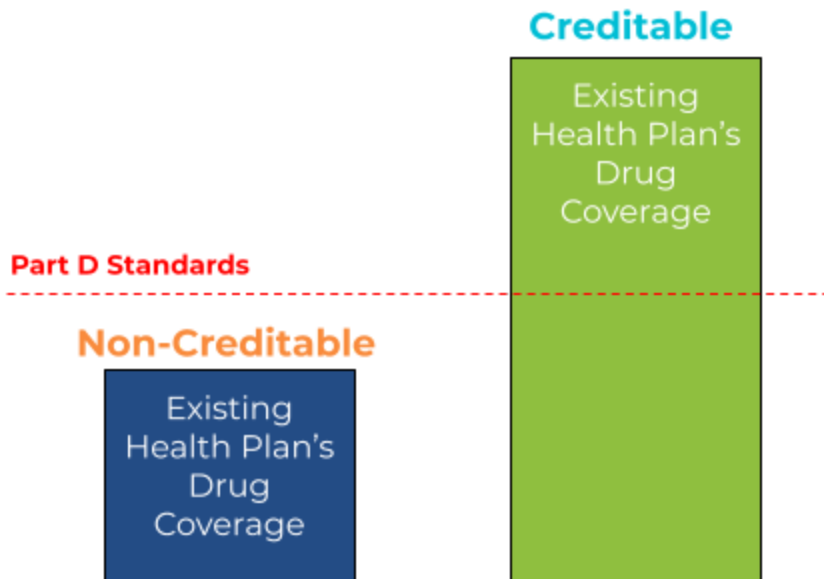 Creditable
Existing
Health Plan's
Drug
Coverage
Part D Standards
Non-Creditable
Existing
Health Plan's
Drug
Coverage